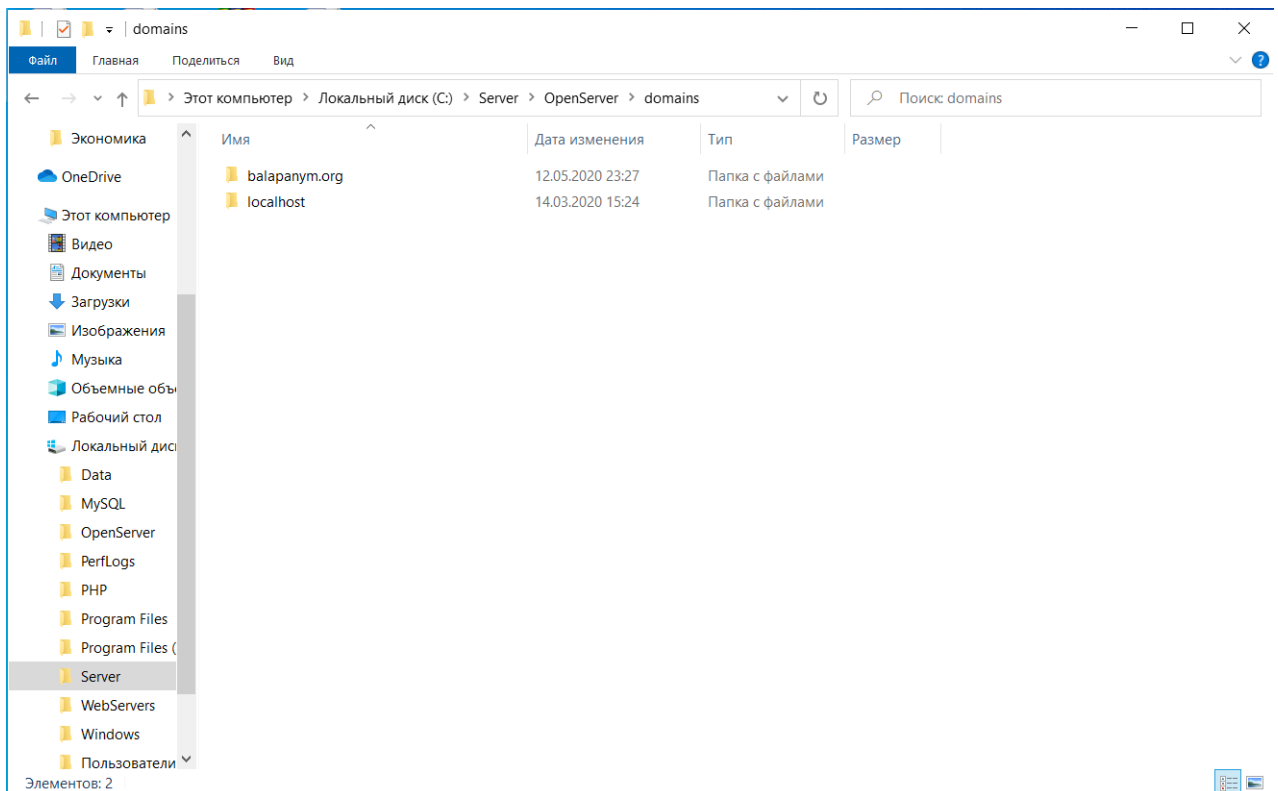 domains
Файл Главная Поделиться Вид
Этот компьютер Локальный диск (C:) Server OpenServer domains Поиск: domains
Экономика
OneDrive
Этот компьютер
Видео
Документы
Загрузки
Изображения
Музыка
Объемные объ
Рабочий стол
Локальный дис
Data
MySQL
OpenServer
PerfLogs
PHP
Program Files
Program Files (
Server
WebServers
Windows
Пользователи
Имя Дата изменения Тип Размер
balapanym.org 12.05.2020 23:27 Папка с файлами
localhost 14.03.2020 15:24 Папка с файлами
Элементов: 2